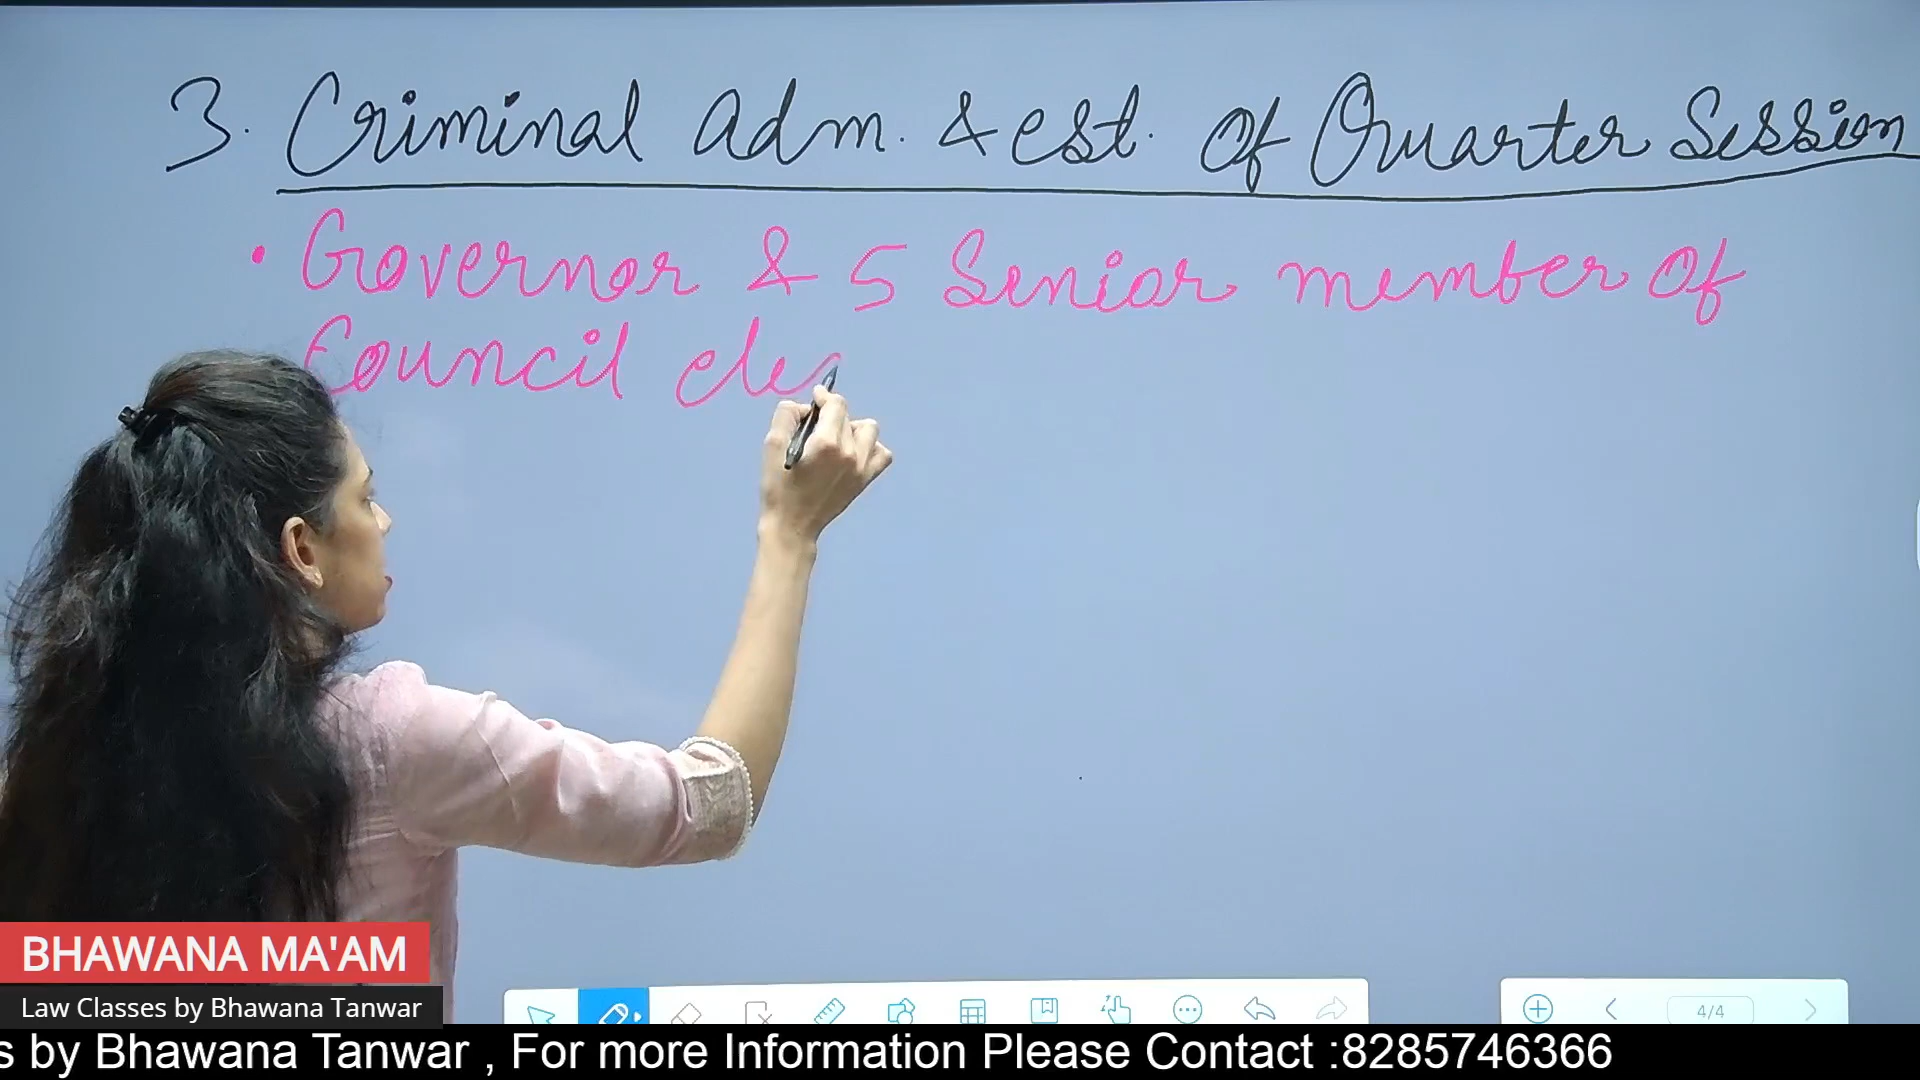 3. Criminal Adm. & est. of Quarter Session
• Governor & 5 Senior member of
Council
BHAWANA MA'AM
Law Classes by Bhawana Tanwar
s by Bhawana Tanwar , For more Information Please Contact :8285746366
4/4